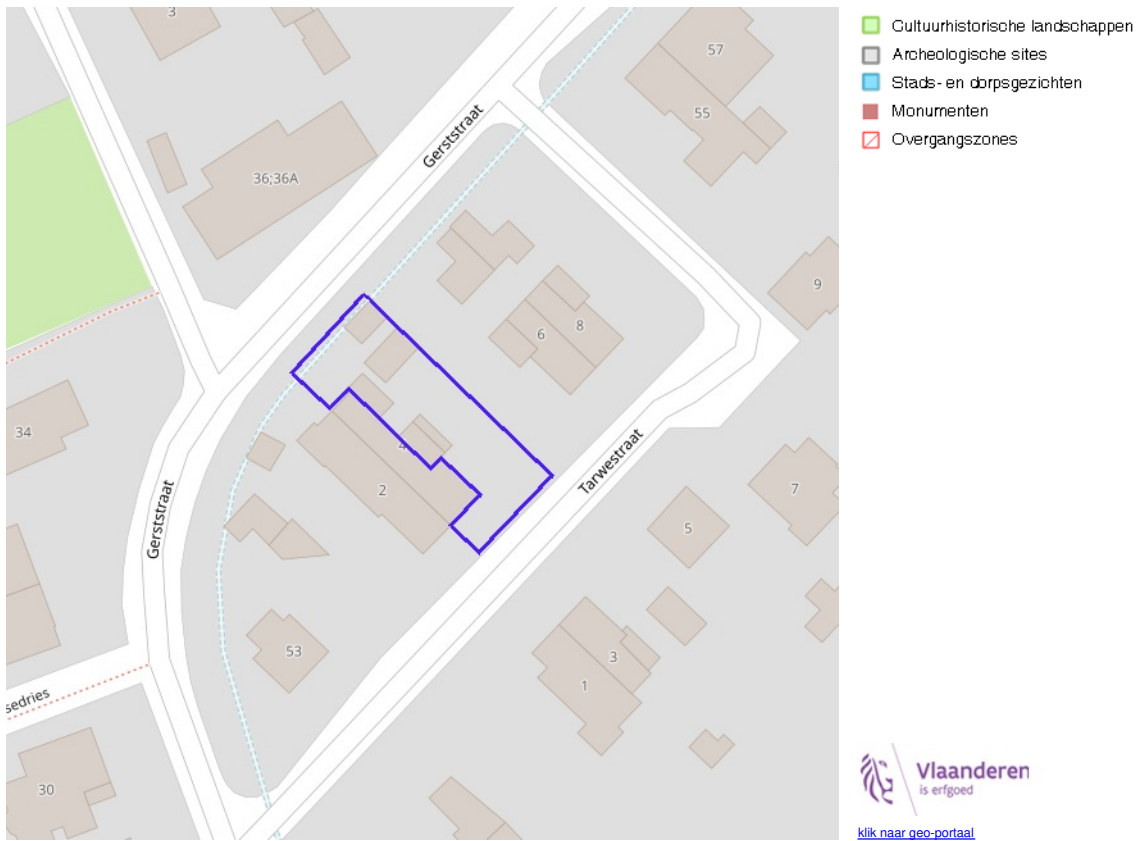 3
57
55
Gerststraat
36;36A
9
8
6
34
4
2
Tarwestraat
7
5
Gerststraat
53
3
1
sedries
30
Cultuurhistorische landschappen
Archeologische sites
Stads- en dorpsgezichten
Monumenten
Overgangszones
Vlaanderen
is erfgoed
klik naar geo-portaal